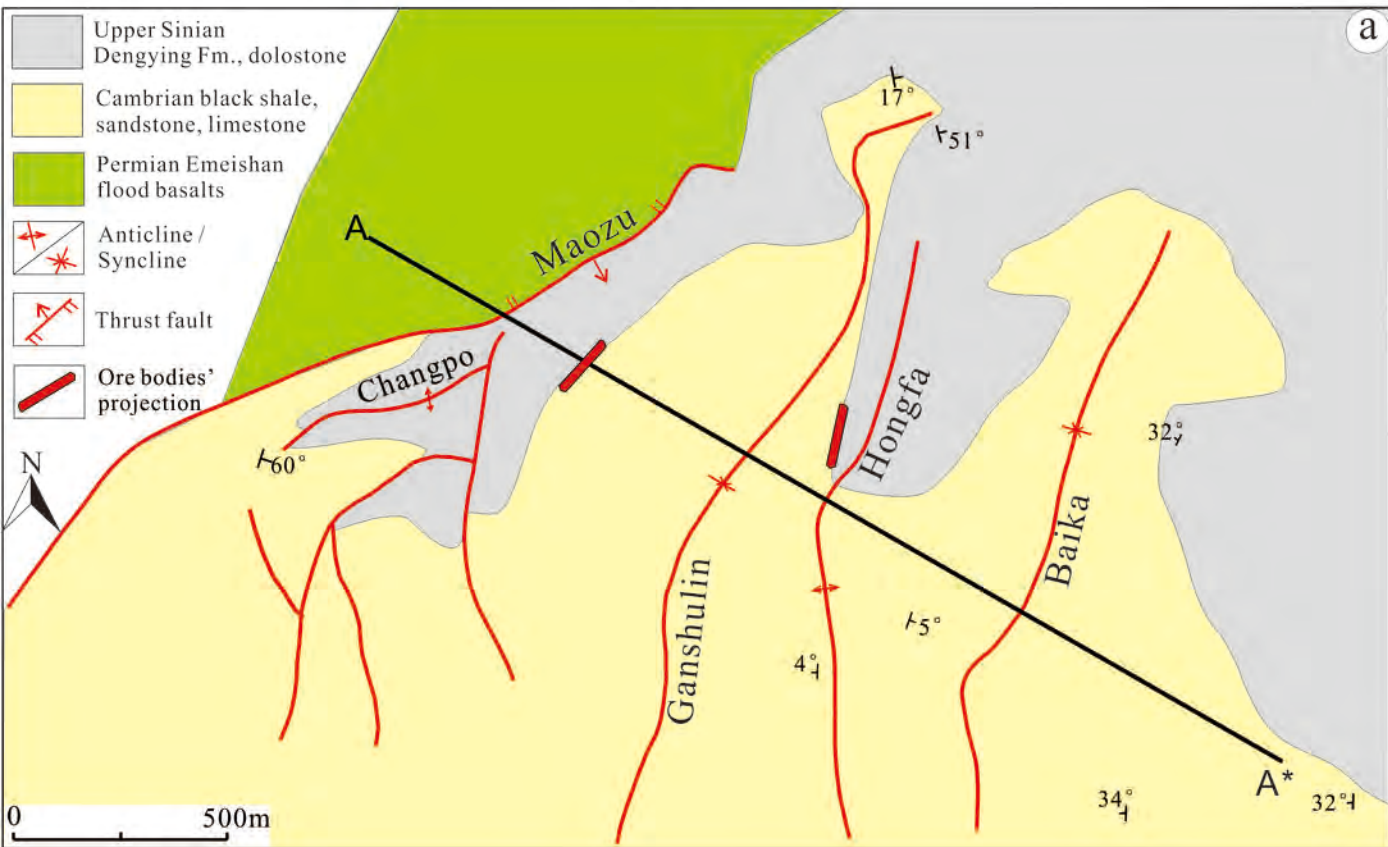 a
Upper Sinian
Dengying Fm., dolostone
Cambrian black shale,
sandstone, limestone
Permian Emeishan
flood basalts
Anticline /
Syncline
Thrust fault
Ore bodies'
projection
N
17°
51°
A
Maozu
Changpo
60°
Hongfa
32°
Baika
Ganshulin
5°
4°
A*
34°
32°
0 500m